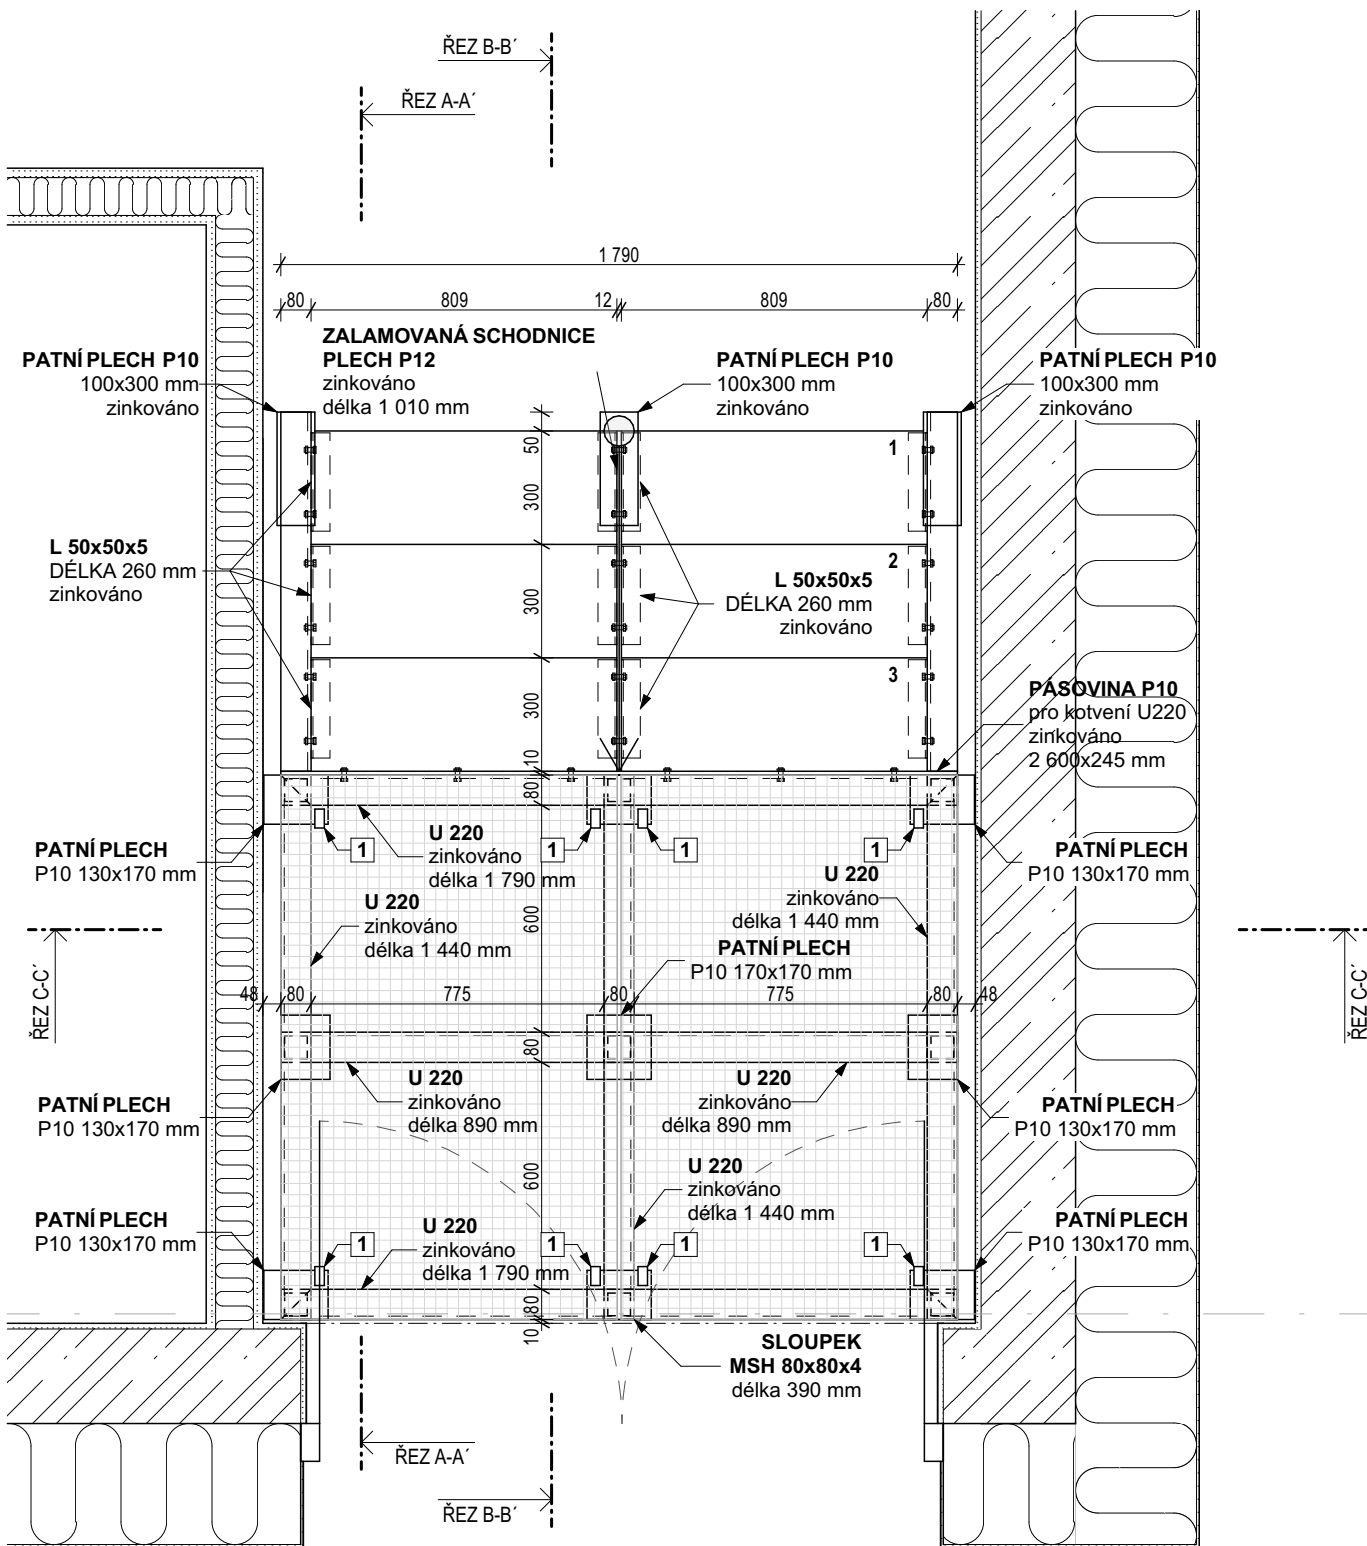 ŘEZ B-B´
ŘEZ A-A´
1 790
80
809
12
809
80
ZALAMOVANÁ SCHODNICE
PLECH P12
zinkováno
délka 1 010 mm
PATNÍ PLECH P10
100x300 mm
zinkováno
PATNÍ PLECH P10
100x300 mm
zinkováno
PATNÍ PLECH P10
100x300 mm
zinkováno
50
300
1
L 50x50x5
DÉLKA 260 mm
zinkováno
300
2
L 50x50x5
DÉLKA 260 mm
zinkováno
300
3
PÁSOVINA P10
pro kotvení U220
zinkováno
2 600x245 mm
10
80
PATNÍ PLECH
P10 130x170 mm
1
U 220
zinkováno
délka 1 790 mm
1
1
1
PATNÍ PLECH
P10 130x170 mm
U 220
zinkováno
délka 1 440 mm
600
U 220
zinkováno
délka 1 440 mm
PATNÍ PLECH
P10 170x170 mm
ŘEZ C-C´
ŘEZ C-C´
48
80
775
80
775
80
48
80
U 220
zinkováno
délka 890 mm
U 220
zinkováno
délka 890 mm
PATNÍ PLECH
P10 130x170 mm
PATNÍ PLECH
P10 130x170 mm
600
U 220
zinkováno
délka 1 440 mm
PATNÍ PLECH
P10 130x170 mm
1
U 220
zinkováno
délka 1 790 mm
1
1
1
PATNÍ PLECH
P10 130x170 mm
80
10
SLOUPEK
MSH 80x80x4
délka 390 mm
ŘEZ A-A´
ŘEZ B-B´